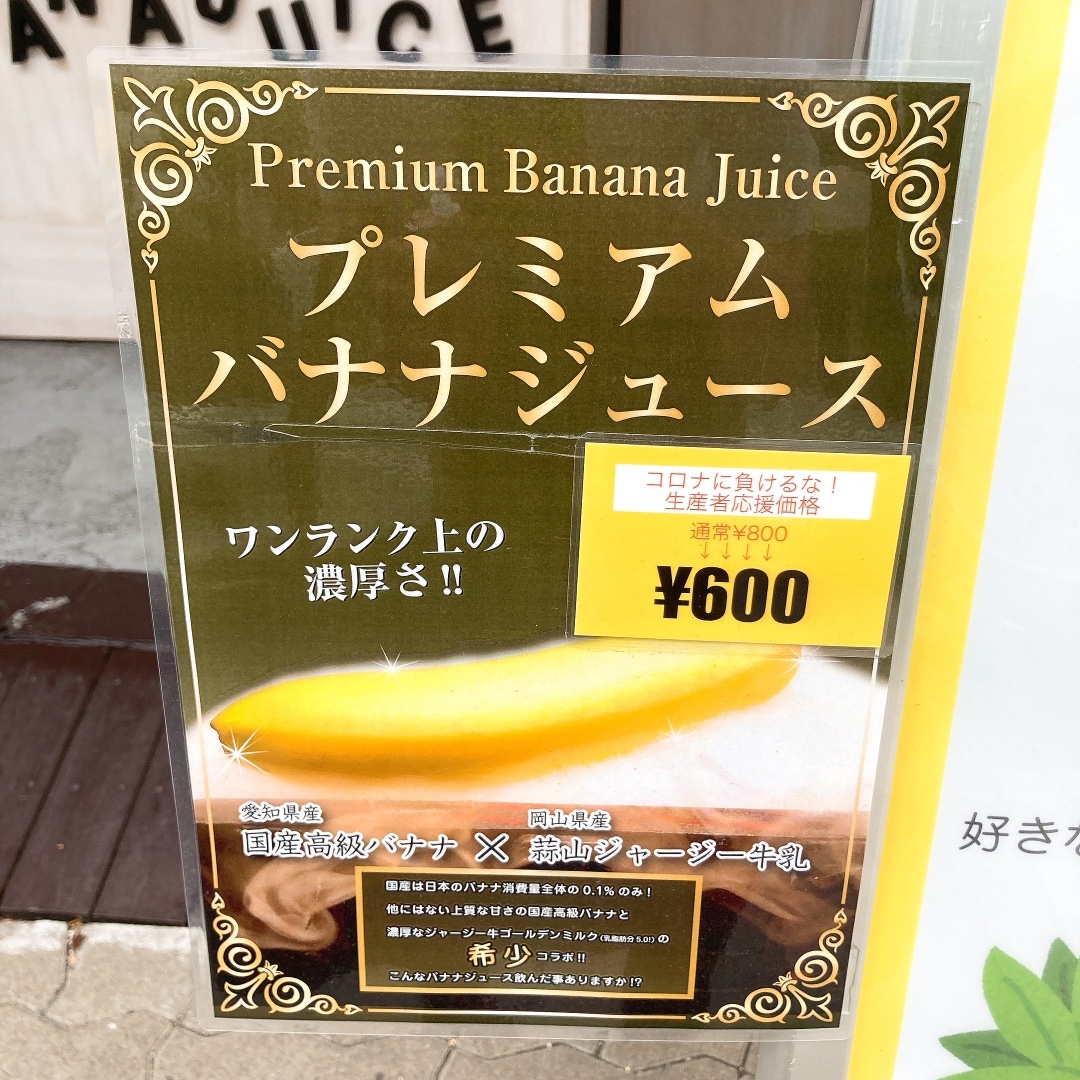 Premium Banana Juice
プレミアム
バナナジュース
コロナに負けるな!
生産者応援価格
通常¥800
↓↓↓↓
¥600
ワンランク上の
濃厚さ!!
愛知県産
国産高級バナナ × 岡山県産
蒜山ジャージー牛乳
国産は日本のバナナ消費量全体の0.1%のみ!
他にはない上質な甘さの国産高級バナナと
濃厚なジャージー牛ゴールデンミルク(乳脂肪分5.0!)の
希少コラボ!!
こんなバナナジュース飲んだ事ありますか!?
好き